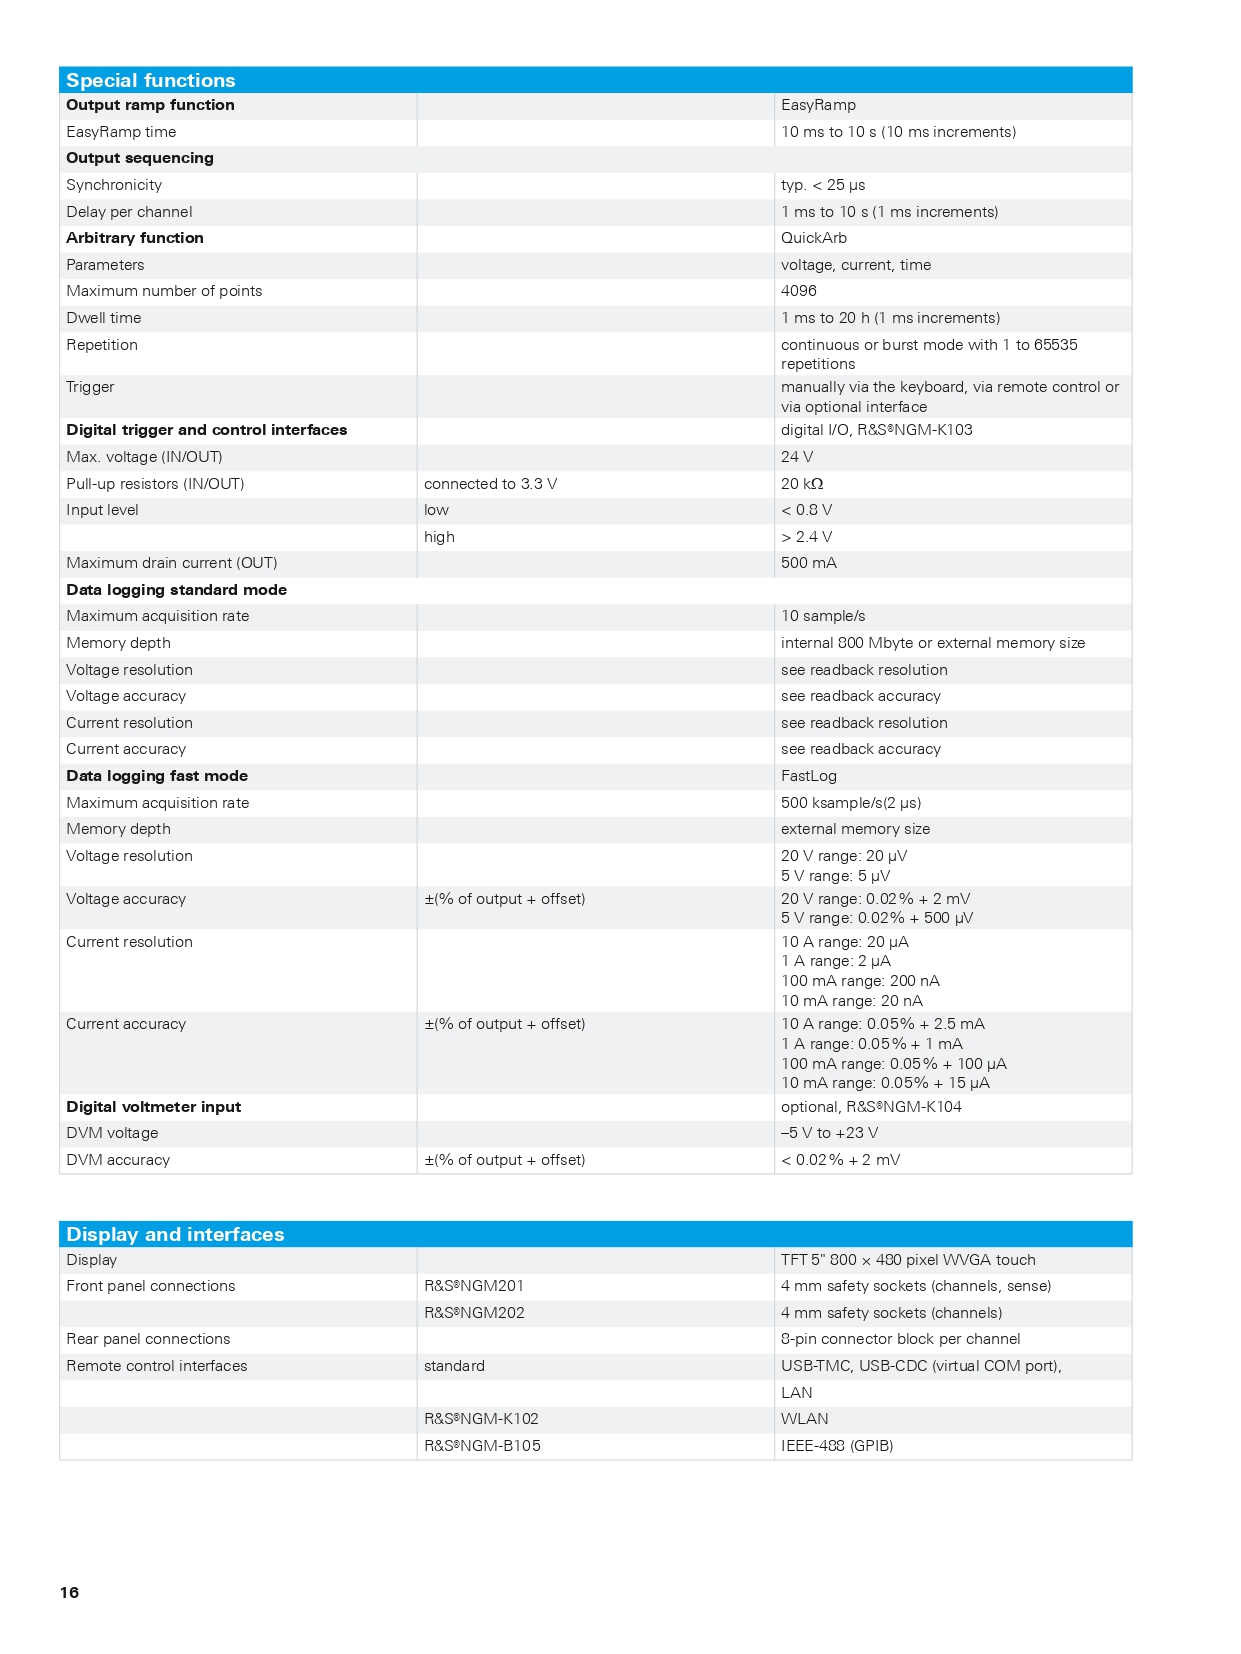 Special functions
Output ramp function EasyRamp
EasyRamp time 10 ms to 10 s (10 ms increments)
Output sequencing
Synchronicity typ. < 25 µs
Delay per channel 1 ms to 10 s (1 ms increments)
Arbitrary function QuickArb
Parameters voltage, current, time
Maximum number of points 4096
Dwell time 1 ms to 20 h (1 ms increments)
Repetition continuous or burst mode with 1 to 65535
repetitions
Trigger manually via the keyboard, via remote control or
via optional interface
Digital trigger and control interfaces digital I/O, R&S®NGM-K103
Max. voltage (IN/OUT) 24 V
Pull-up resistors (IN/OUT) connected to 3.3 V 20 kΩ
Input level low < 0.8 V
high > 2.4 V
Maximum drain current (OUT) 500 mA
Data logging standard mode
Maximum acquisition rate 10 sample/s
Memory depth internal 800 Mbyte or external memory size
Voltage resolution see readback resolution
Voltage accuracy see readback accuracy
Current resolution see readback resolution
Current accuracy see readback accuracy
Data logging fast mode FastLog
Maximum acquisition rate 500 ksample/s(2 µs)
Memory depth external memory size
Voltage resolution 20 V range: 20 µV
5 V range: 5 µV
Voltage accuracy ±(% of output + offset) 20 V range: 0.02% + 2 mV
5 V range: 0.02% + 500 µV
Current resolution 10 A range: 20 µA
1 A range: 2 µA
100 mA range: 200 nA
10 mA range: 20 nA
Current accuracy ±(% of output + offset) 10 A range: 0.05% + 2.5 mA
1 A range: 0.05% + 1 mA
100 mA range: 0.05% + 100 µA
10 mA range: 0.05% + 15 µA
Digital voltmeter input optional, R&S®NGM-K104
DVM voltage –5 V to +23 V
DVM accuracy ±(% of output + offset) < 0.02% + 2 mV
Display and interfaces
Display TFT 5" 800 × 480 pixel WVGA touch
Front panel connections R&S®NGM201 4 mm safety sockets (channels, sense)
R&S®NGM202 4 mm safety sockets (channels)
Rear panel connections 8-pin connector block per channel
Remote control interfaces standard USB-TMC, USB-CDC (virtual COM port),
LAN
R&S®NGM-K102 WLAN
R&S®NGM-B105 IEEE-488 (GPIB)
16